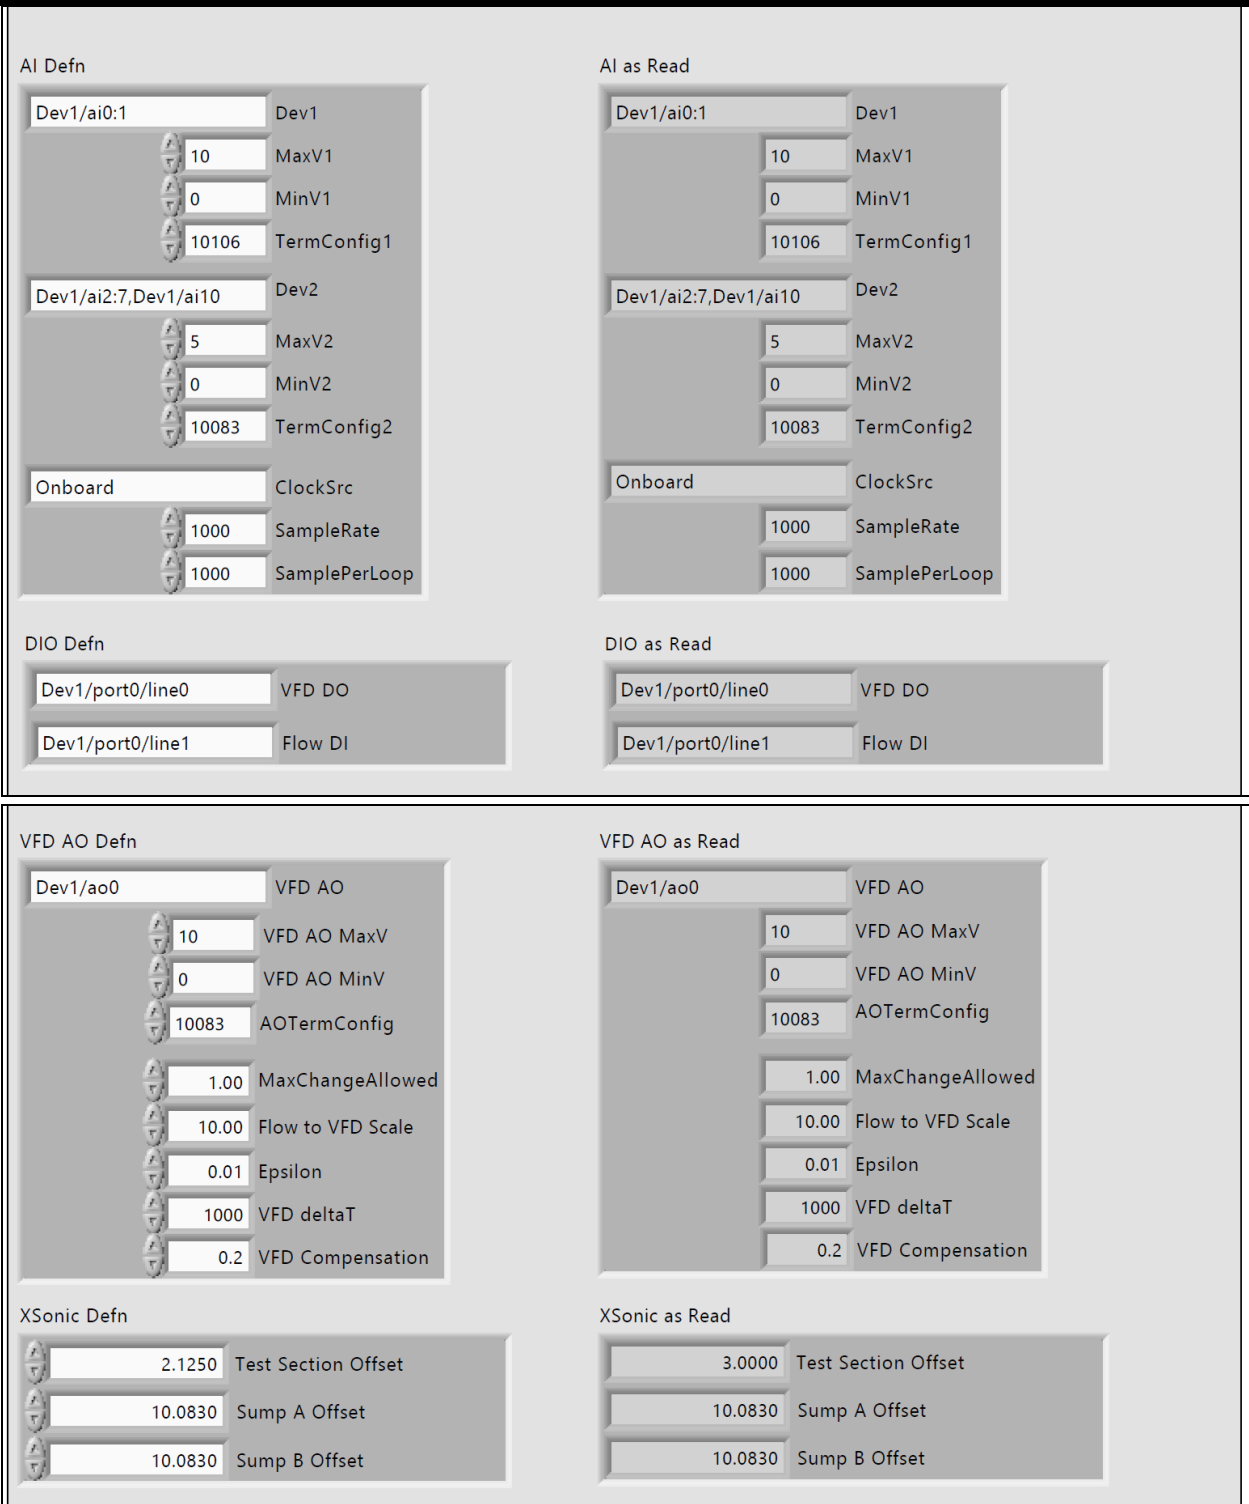 AI Defn
Dev1/ai0:1 Dev1
10 MaxV1
0 MinV1
10106 TermConfig1
Dev1/ai2:7,Dev1/ai10 Dev2
5 MaxV2
0 MinV2
10083 TermConfig2
Onboard ClockSrc
1000 SampleRate
1000 SamplePerLoop
AI as Read
Dev1/ai0:1 Dev1
10 MaxV1
0 MinV1
10106 TermConfig1
Dev1/ai2:7,Dev1/ai10 Dev2
5 MaxV2
0 MinV2
10083 TermConfig2
Onboard ClockSrc
1000 SampleRate
1000 SamplePerLoop
DIO Defn
Dev1/port0/line0 VFD DO
Dev1/port0/line1 Flow DI
DIO as Read
Dev1/port0/line0 VFD DO
Dev1/port0/line1 Flow DI
VFD AO Defn
Dev1/ao0 VFD AO
10 VFD AO MaxV
0 VFD AO MinV
10083 AOTermConfig
1.00 MaxChangeAllowed
10.00 Flow to VFD Scale
0.01 Epsilon
1000 VFD deltaT
0.2 VFD Compensation
VFD AO as Read
Dev1/ao0 VFD AO
10 VFD AO MaxV
0 VFD AO MinV
10083 AOTermConfig
1.00 MaxChangeAllowed
10.00 Flow to VFD Scale
0.01 Epsilon
1000 VFD deltaT
0.2 VFD Compensation
XSonic Defn
2.1250 Test Section Offset
10.0830 Sump A Offset
10.0830 Sump B Offset
XSonic as Read
3.0000 Test Section Offset
10.0830 Sump A Offset
10.0830 Sump B Offset